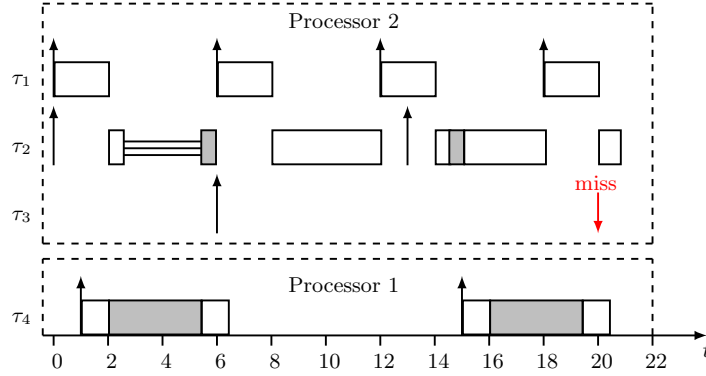 Processor 2
τ1
τ2
miss
τ3
Processor 1
τ4
0 2 4 6 8 10 12 14 16 18 20 22
t